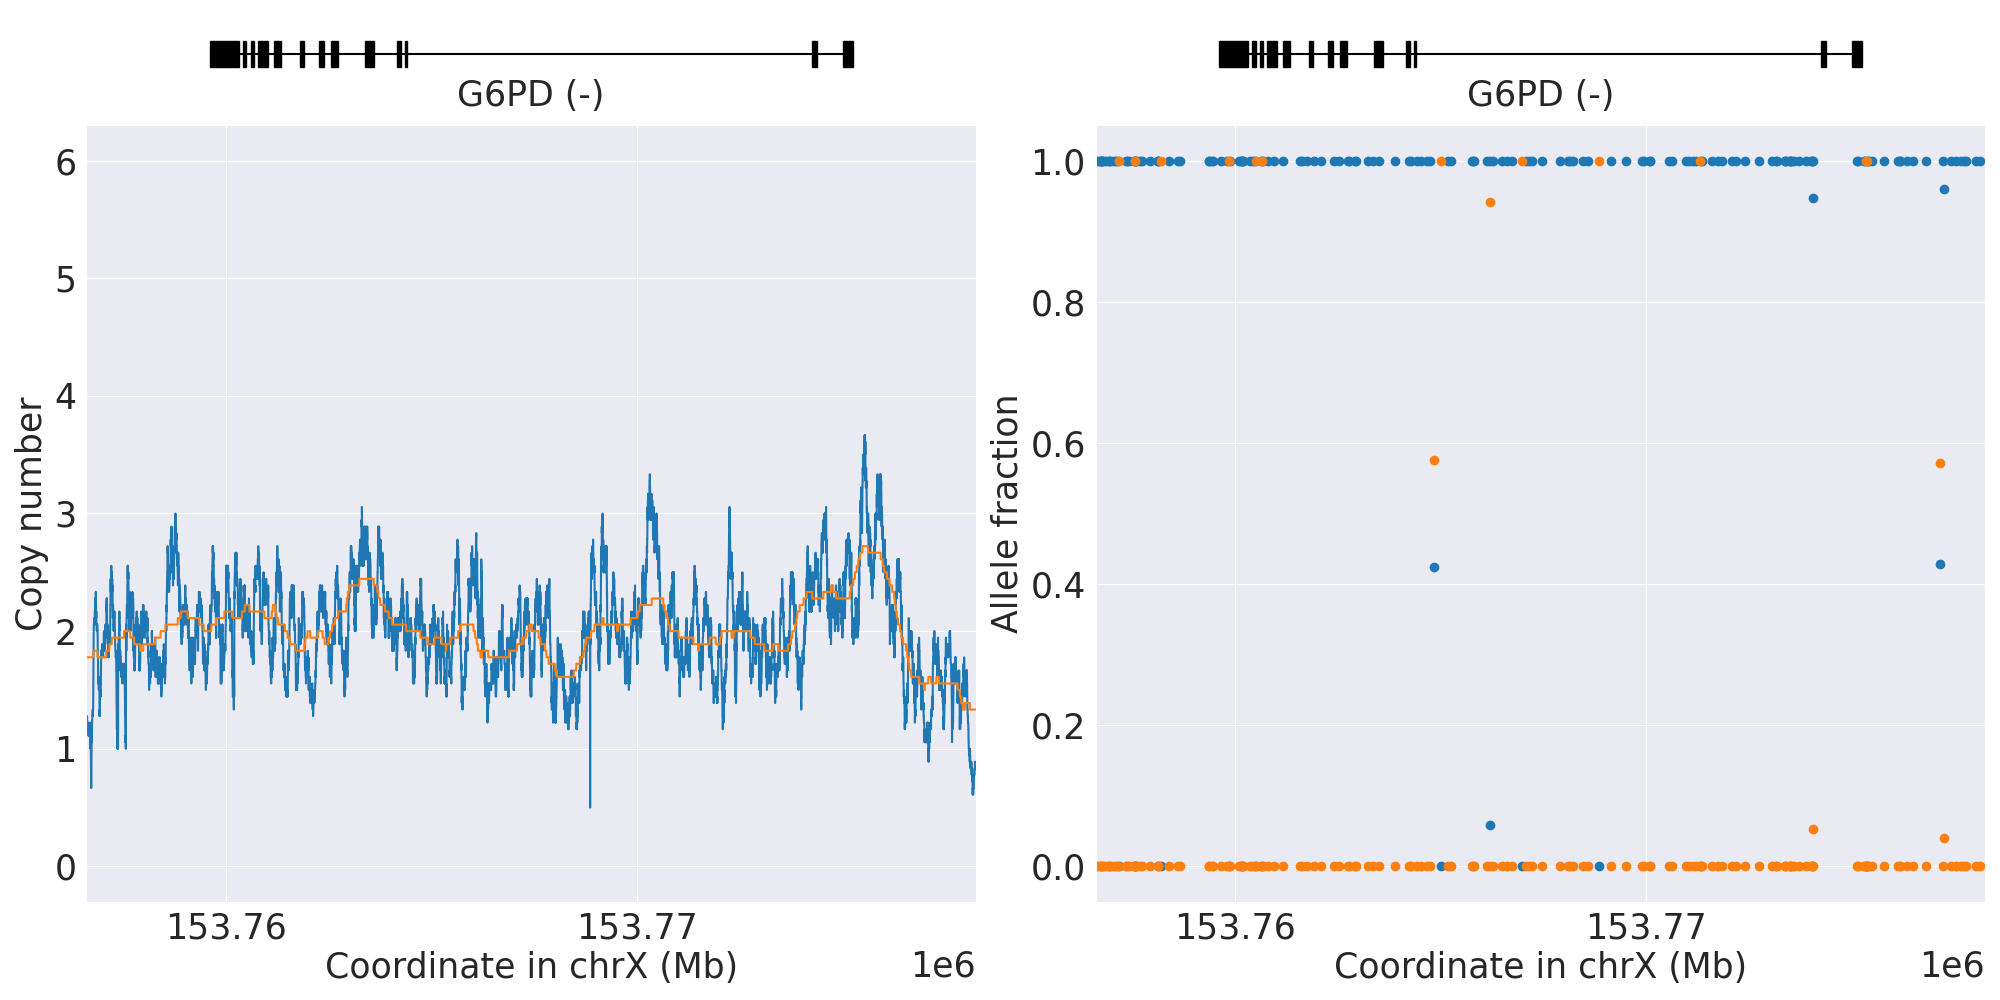 G6PD (-)
Copy number
6
5
4
3
2
1
0
153.76
153.77
Coordinate in chrX (Mb)
1e6
G6PD (-)
Allele fraction
1.0
0.8
0.6
0.4
0.2
0.0
153.76
153.77
Coordinate in chrX (Mb)
1e6